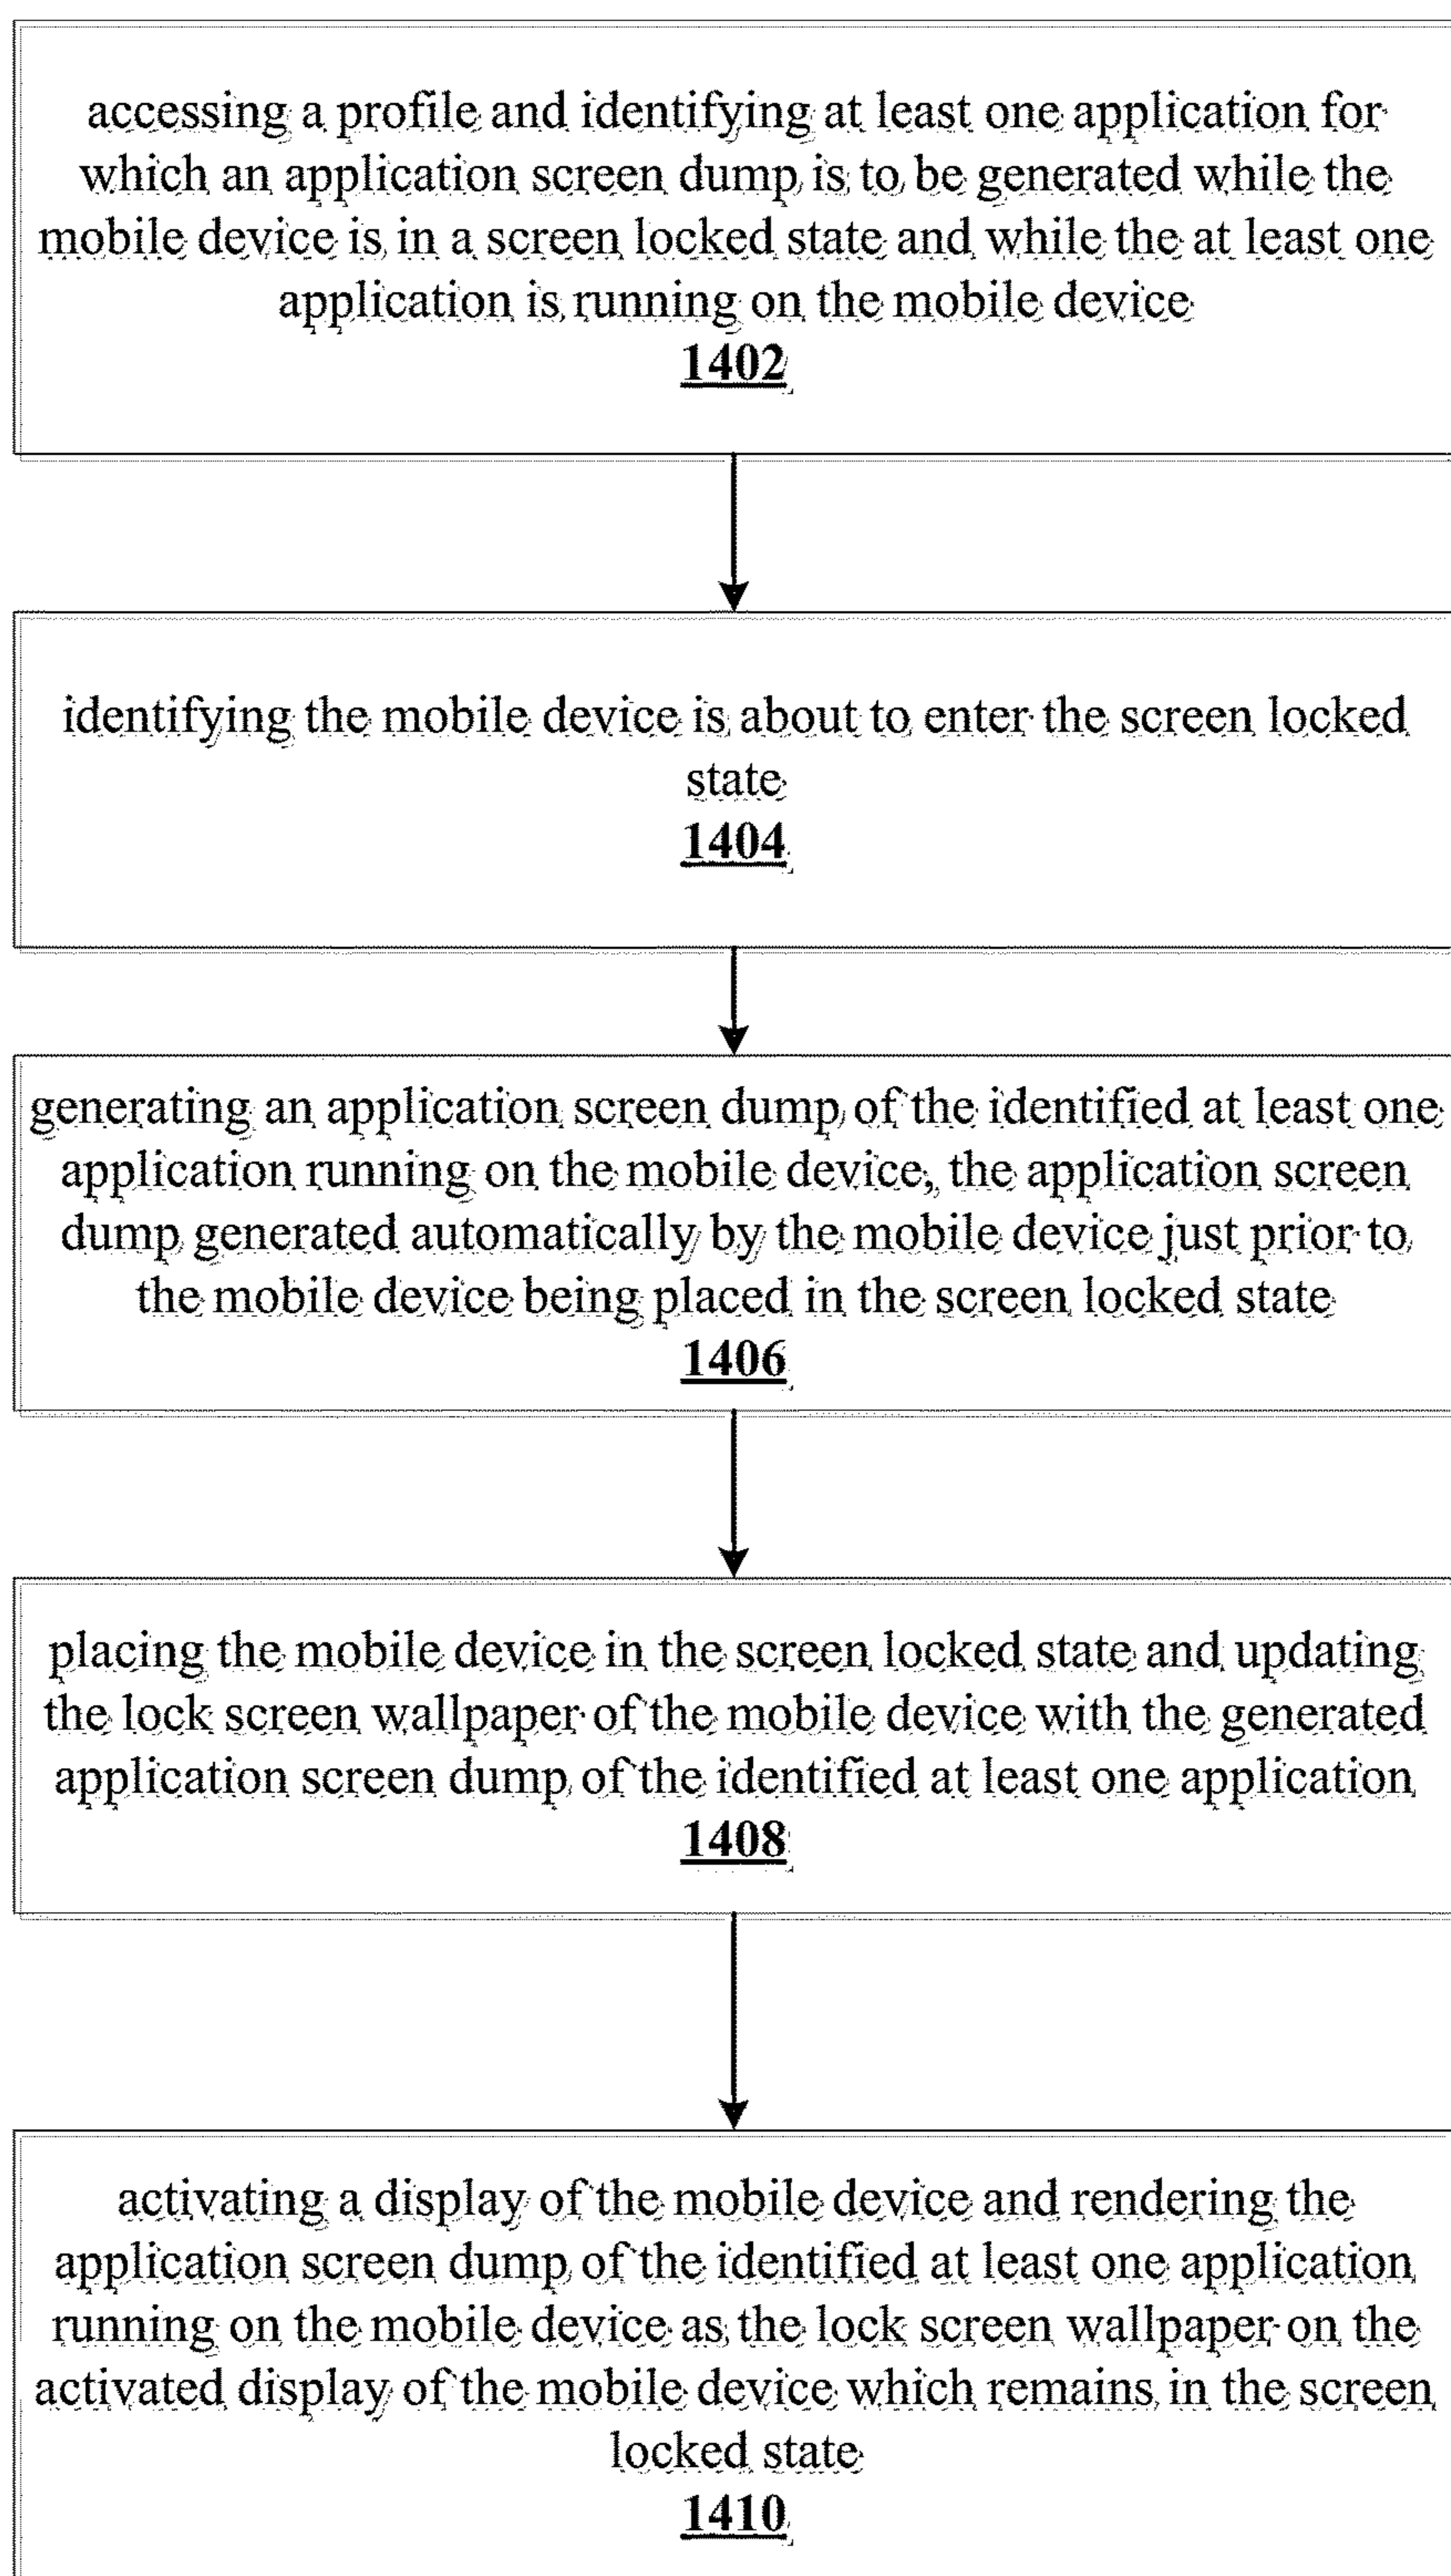 accessing a profile and identifying at least one application for
which an application screen dump is to be generated while the
mobile device is in a screen locked state and while the at least one
application is running on the mobile device
1402
identifying the mobile device is about to enter the screen locked
state
1404
generating an application screen dump of the identified at least one
application running on the mobile device, the application screen
dump generated automatically by the mobile device just prior to
the mobile device being placed in the screen locked state
1406
placing the mobile device in the screen locked state and updating
the lock screen wallpaper of the mobile device with the generated
application screen dump of the identified at least one application
1408
activating a display of the mobile device and rendering the
application screen dump of the identified at least one application
running on the mobile device as the lock screen wallpaper on the
activated display of the mobile device which remains in the screen
locked state
1410